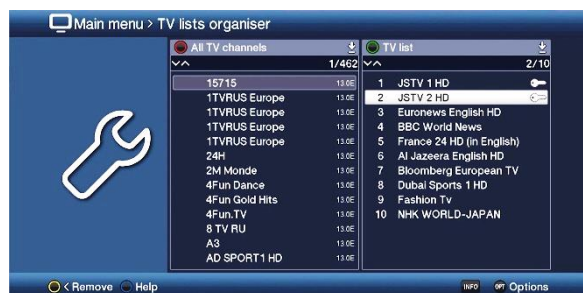 Main menu > TV lists organiser
All TV channels
1/462
15715 13.0E
1TVRUS Europe 13.0E
1TVRUS Europe 13.0E
1TVRUS Europe 13.0E
1TVRUS Europe 13.0E
24H 13.0E
2M Monde 13.0E
4Fun Dance 13.0E
4Fun Gold Hits 13.0E
4Fun.TV 13.0E
8 TV RU 13.0E
A3 13.0E
AD SPORT1 HD 13.0E
TV list
2/10
1 JSTV 1 HD
2 JSTV 2 HD
3 Euronews English HD
4 BBC World News
5 France 24 HD (in English)
6 Al Jazeera English HD
7 Bloomberg European TV
8 Dubai Sports 1 HD
9 Fashion Tv
10 NHK WORLD-JAPAN
< Remove Help INFO OPT Options